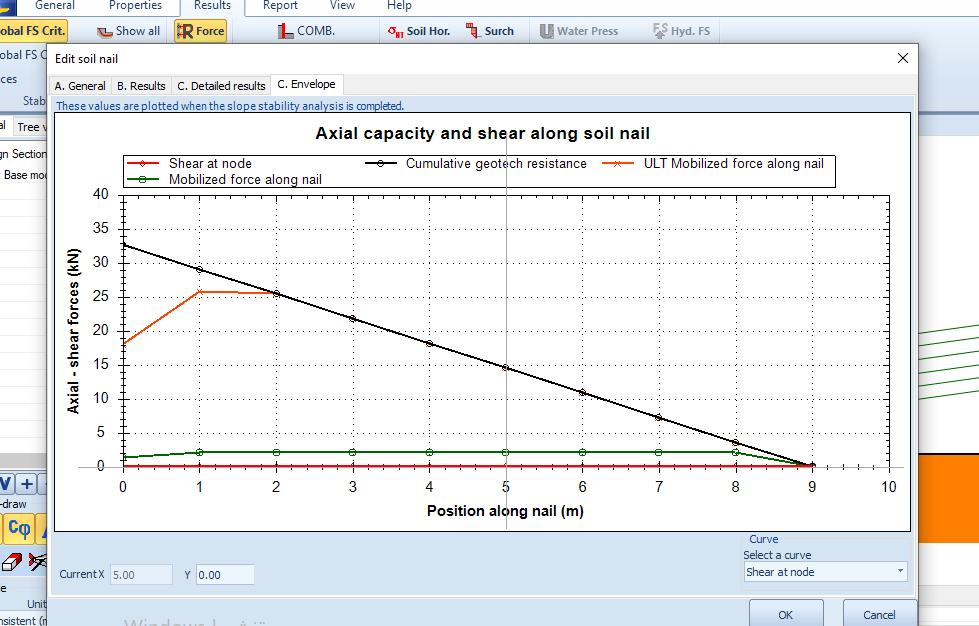 General Properties Results Report View Help
obal FS Crit. Show all Force COMB. Soil Hor. Surch Water Press Hyd. FS
obal FS C
ces
Stab
al Tree v
gn Section
: Base mod
Edit soil nail
A. General B. Results C. Detailed results C. Envelope
These values are plotted when the slope stability analysis is completed.
Axial capacity and shear along soil nail
Shear at node Cumulative geotech resistance ULT Mobilized force along nail
Mobilized force along nail
40
35
30
25
20
15
10
5
0
Axial - shear forces (kN)
0 1 2 3 4 5 6 7 8 9 10
Position along nail (m)
-draw
Cφ
e
Unit
nsistent (m
Curve
Select a curve
Current X 5.00 Y 0.00 Shear at node
OK Cancel